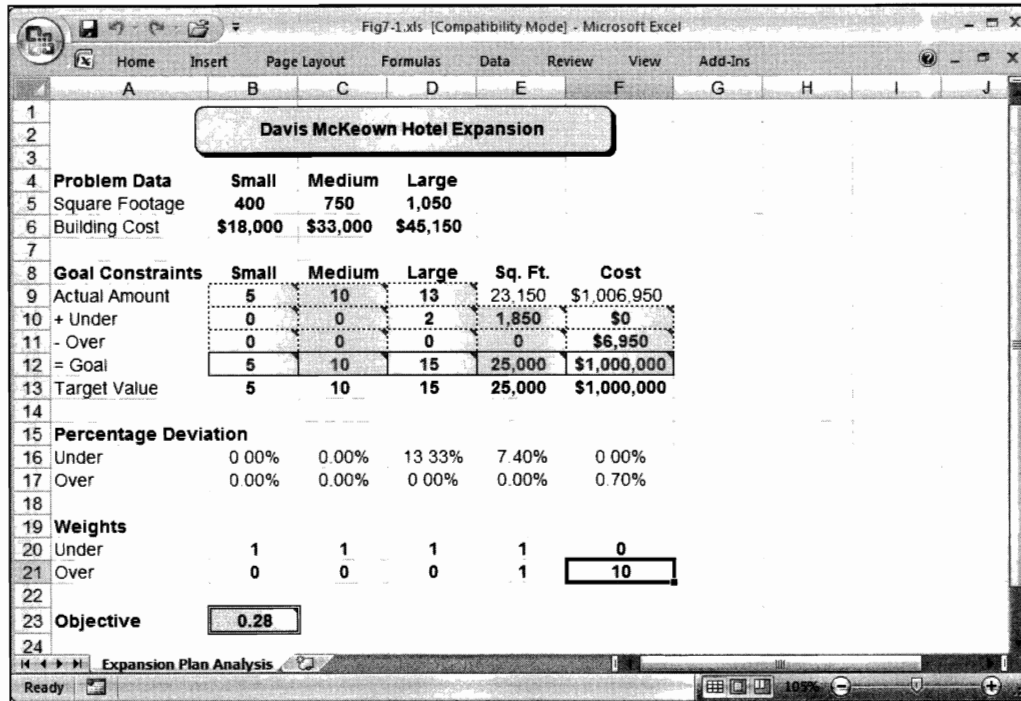 Fig7-1.xls [Compatibility Mode] - Microsoft Excel
Home Insert Page Layout Formulas Data Review View Add-Ins
A B C D E F G H I J
1
2 Davis McKeown Hotel Expansion
3
4 Problem Data Small Medium Large
5 Square Footage 400 750 1,050
6 Building Cost $18,000 $33,000 $45,150
7
8 Goal Constraints Small Medium Large Sq. Ft. Cost
9 Actual Amount 5 10 13 23,150 $1,006,950
10 + Under 0 0 2 1,850 $0
11 - Over 0 0 0 0 $6,950
12 = Goal 5 10 15 25,000 $1,000,000
13 Target Value 5 10 15 25,000 $1,000,000
14
15 Percentage Deviation
16 Under 0 00% 0.00% 13 33% 7.40% 0 00%
17 Over 0.00% 0.00% 0 00% 0.00% 0.70%
18
19 Weights
20 Under 1 1 1 1 0
21 Over 0 0 0 1 10
22
23 Objective 0.28
24
Expansion Plan Analysis
Ready 105%